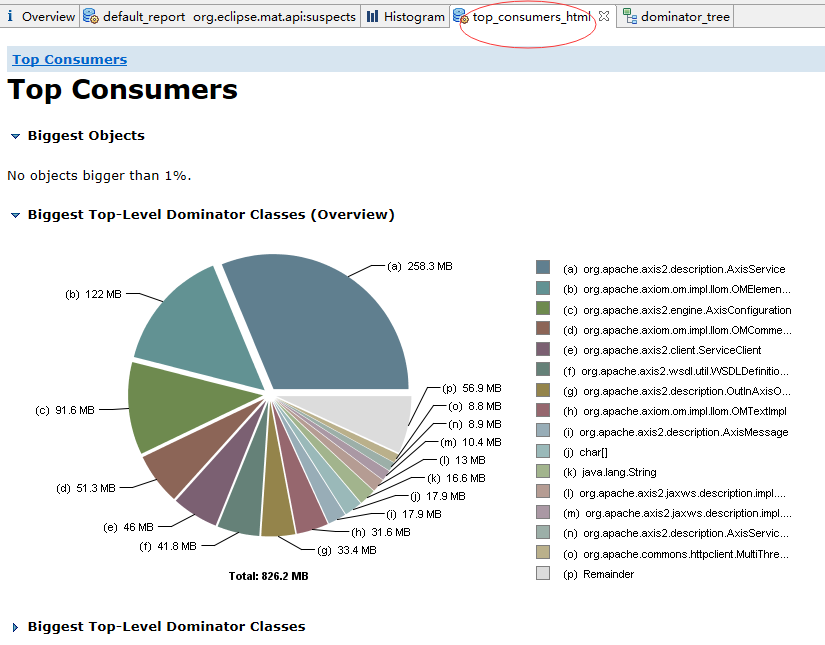 i Overview default_report org.eclipse.mat.api:suspects Histogram top_consumers_html dominator_tree
Top Consumers
Top Consumers
Biggest Objects
No objects bigger than 1%.
Biggest Top-Level Dominator Classes (Overview)
(a) 258.3 MB
(b) 122 MB
(c) 91.6 MB
(d) 51.3 MB
(e) 46 MB
(f) 41.8 MB
(g) 33.4 MB
(h) 31.6 MB
(i) 17.9 MB
(j) 17.9 MB
(k) 16.6 MB
(l) 13 MB
(m) 10.4 MB
(n) 8.9 MB
(o) 8.8 MB
(p) 56.9 MB
Total: 826.2 MB
(a) org.apache.axis2.description.AxisService
(b) org.apache.axiom.om.impl.llom.OMElemen...
(c) org.apache.axis2.engine.AxisConfiguration
(d) org.apache.axiom.om.impl.llom.OMComme...
(e) org.apache.axis2.client.ServiceClient
(f) org.apache.axis2.wsdl.util.WSDLDefinitio...
(g) org.apache.axis2.description.OutInAxisO...
(h) org.apache.axiom.om.impl.llom.OMTextImpl
(i) org.apache.axis2.description.AxisMessage
(j) char[]
(k) java.lang.String
(l) org.apache.axis2.jaxws.description.impl....
(m) org.apache.axis2.jaxws.description.impl....
(n) org.apache.axis2.description.AxisServic...
(o) org.apache.commons.httpclient.MultiThre...
(p) Remainder
Biggest Top-Level Dominator Classes